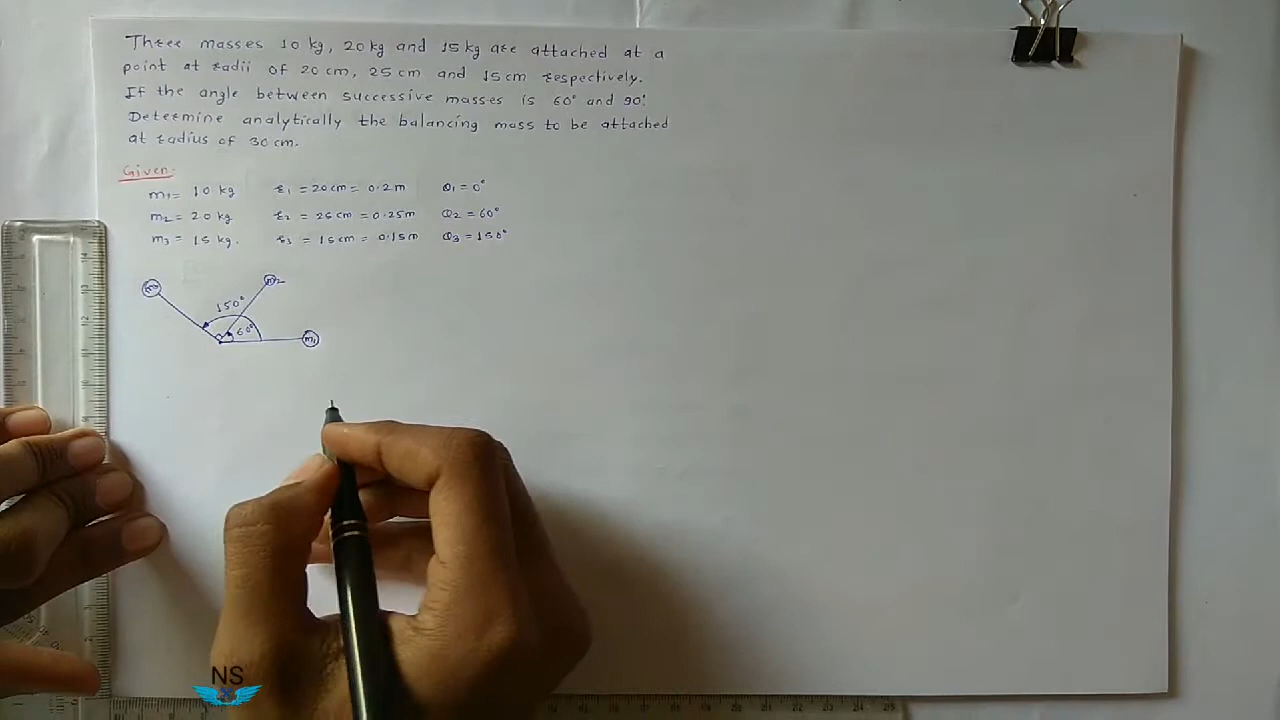 Three masses 10 kg, 20 kg and 15 kg are attached at a
point at radii of 20 cm, 25 cm and 15 cm respectively.
If the angle between successive masses is 60° and 90°.
Determine analytically the balancing mass to be attached
at radius of 30 cm.
Given:
m1 = 10 kg r1 = 20 cm = 0.2 m θ1 = 0°
m2 = 20 kg r2 = 25 cm = 0.25 m θ2 = 60°
m3 = 15 kg. r3 = 15 cm = 0.15 m θ3 = 150°
m3 m2
150°
60°
m1
NS